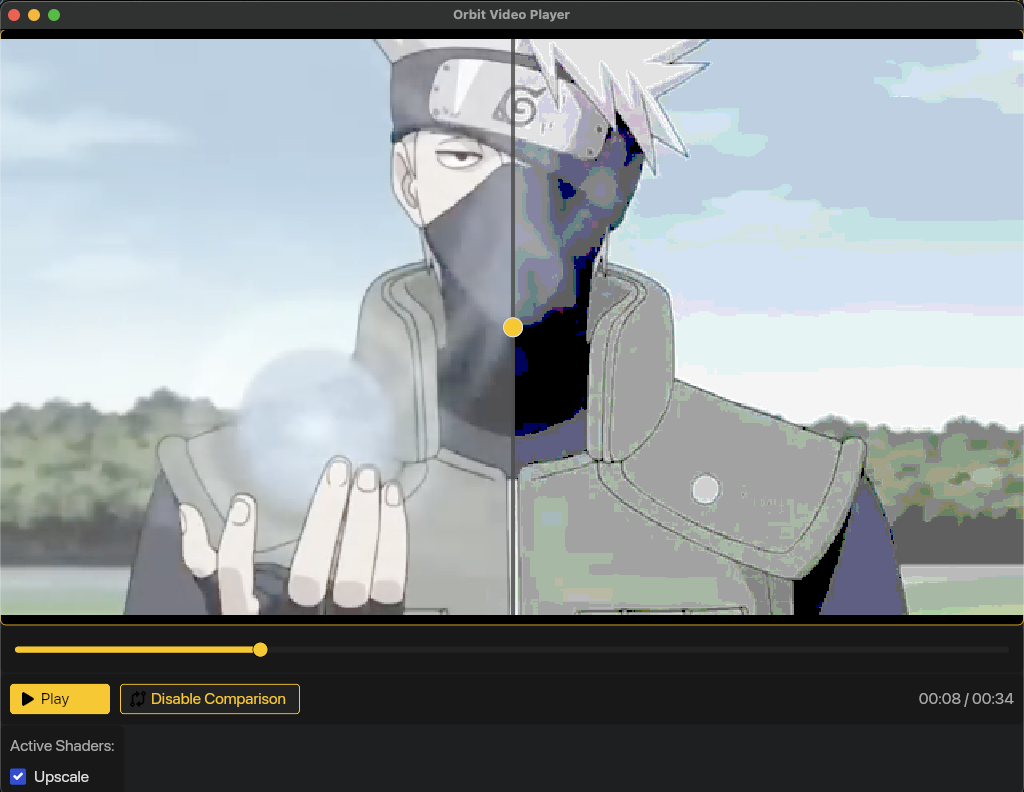 Orbit Video Player
Play
Disable Comparison
00:08 / 00:34
Active Shaders:
Upscale